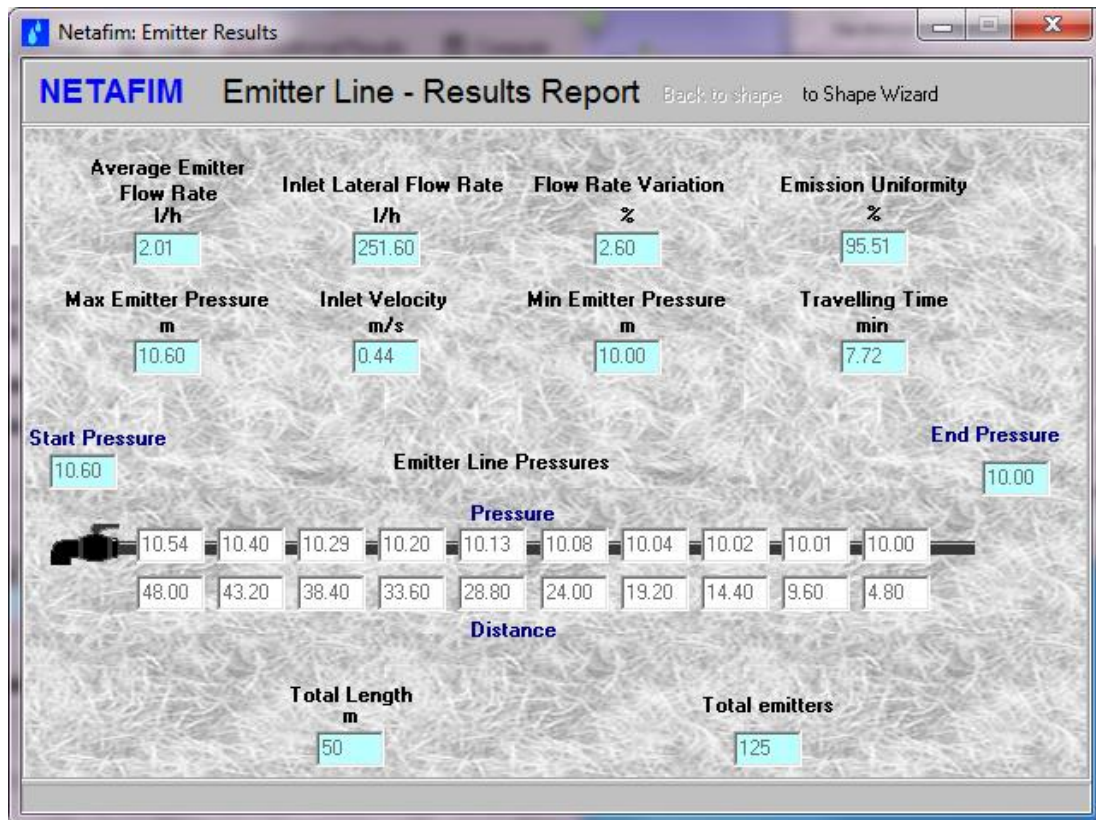 Netafim: Emitter Results
NETAFIM Emitter Line - Results Report Back to shape to Shape Wizard
Average Emitter
Flow Rate
l/h
2.01
Inlet Lateral Flow Rate
l/h
251.60
Flow Rate Variation
%
2.60
Emission Uniformity
%
95.51
Max Emitter Pressure
m
10.60
Inlet Velocity
m/s
0.44
Min Emitter Pressure
m
10.00
Travelling Time
min
7.72
Start Pressure
10.60
Emitter Line Pressures
End Pressure
10.00
Pressure
10.54 10.40 10.29 10.20 10.13 10.08 10.04 10.02 10.01 10.00
48.00 43.20 38.40 33.60 28.80 24.00 19.20 14.40 9.60 4.80
Distance
Total Length
m
50
Total emitters
125